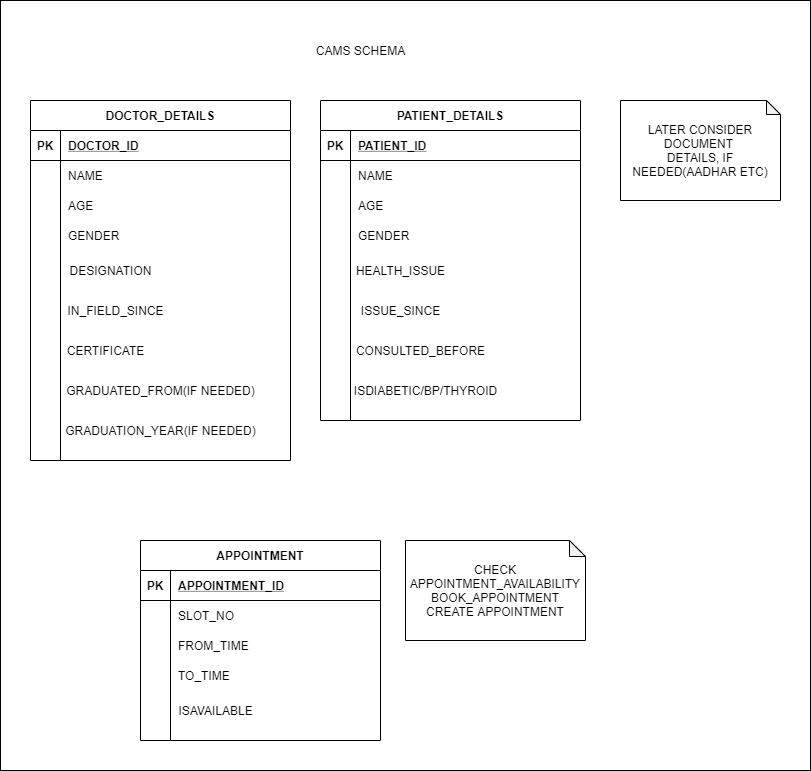 CAMS SCHEMA
DOCTOR_DETAILS
PK DOCTOR_ID
NAME
AGE
GENDER
DESIGNATION
IN_FIELD_SINCE
CERTIFICATE
GRADUATED_FROM(IF NEEDED)
GRADUATION_YEAR(IF NEEDED)
PATIENT_DETAILS
PK PATIENT_ID
NAME
AGE
GENDER
HEALTH_ISSUE
ISSUE_SINCE
CONSULTED_BEFORE
ISDIABETIC/BP/THYROID
LATER CONSIDER
DOCUMENT
DETAILS, IF
NEEDED(AADHAR ETC)
APPOINTMENT
PK APPOINTMENT_ID
SLOT_NO
FROM_TIME
TO_TIME
ISAVAILABLE
CHECK
APPOINTMENT_AVAILABILITY
BOOK_APPOINTMENT
CREATE APPOINTMENT